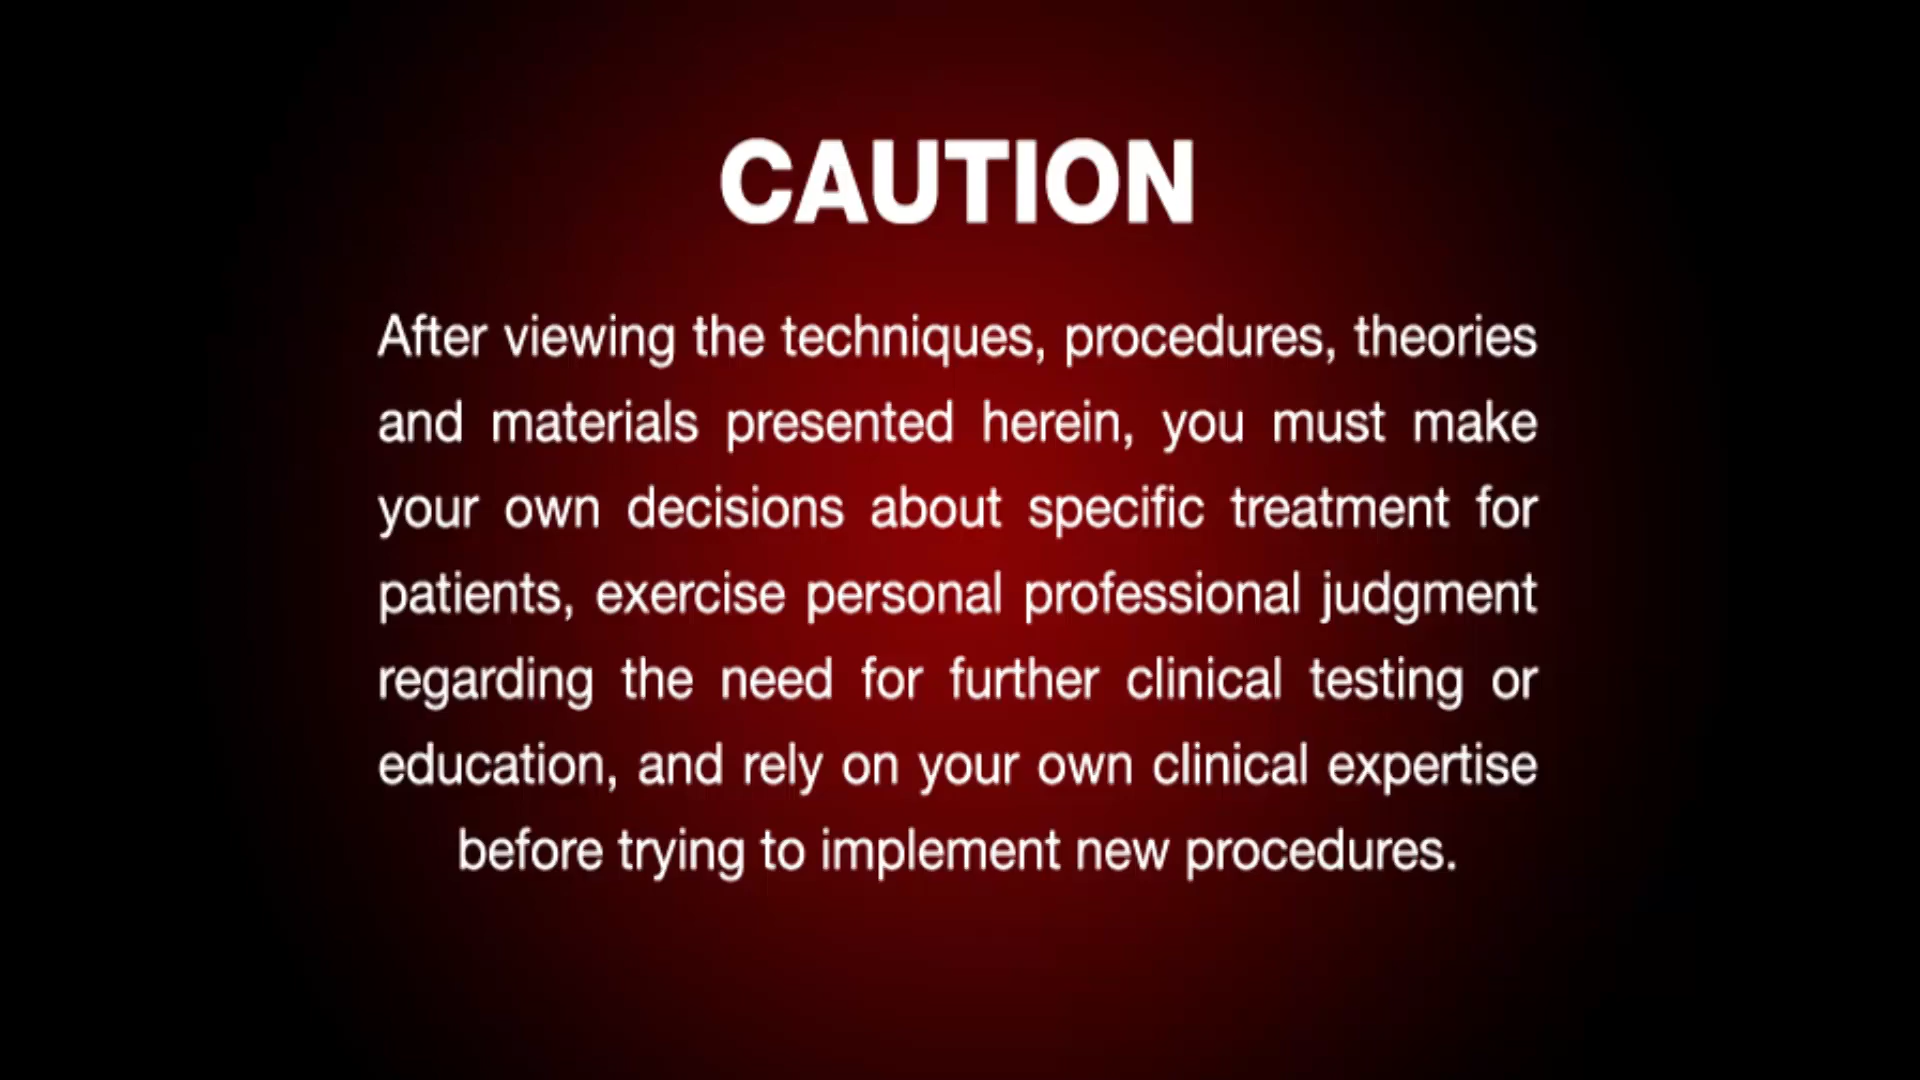 CAUTION
After viewing the techniques, procedures, theories
and materials presented herein, you must make
your own decisions about specific treatment for
patients, exercise personal professional judgment
regarding the need for further clinical testing or
education, and rely on your own clinical expertise
before trying to implement new procedures.